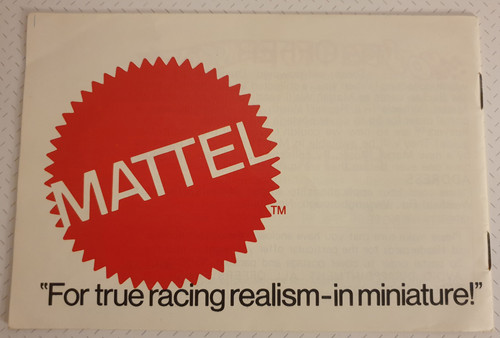 MATTEL
TM
"For true racing realism-in miniature!"